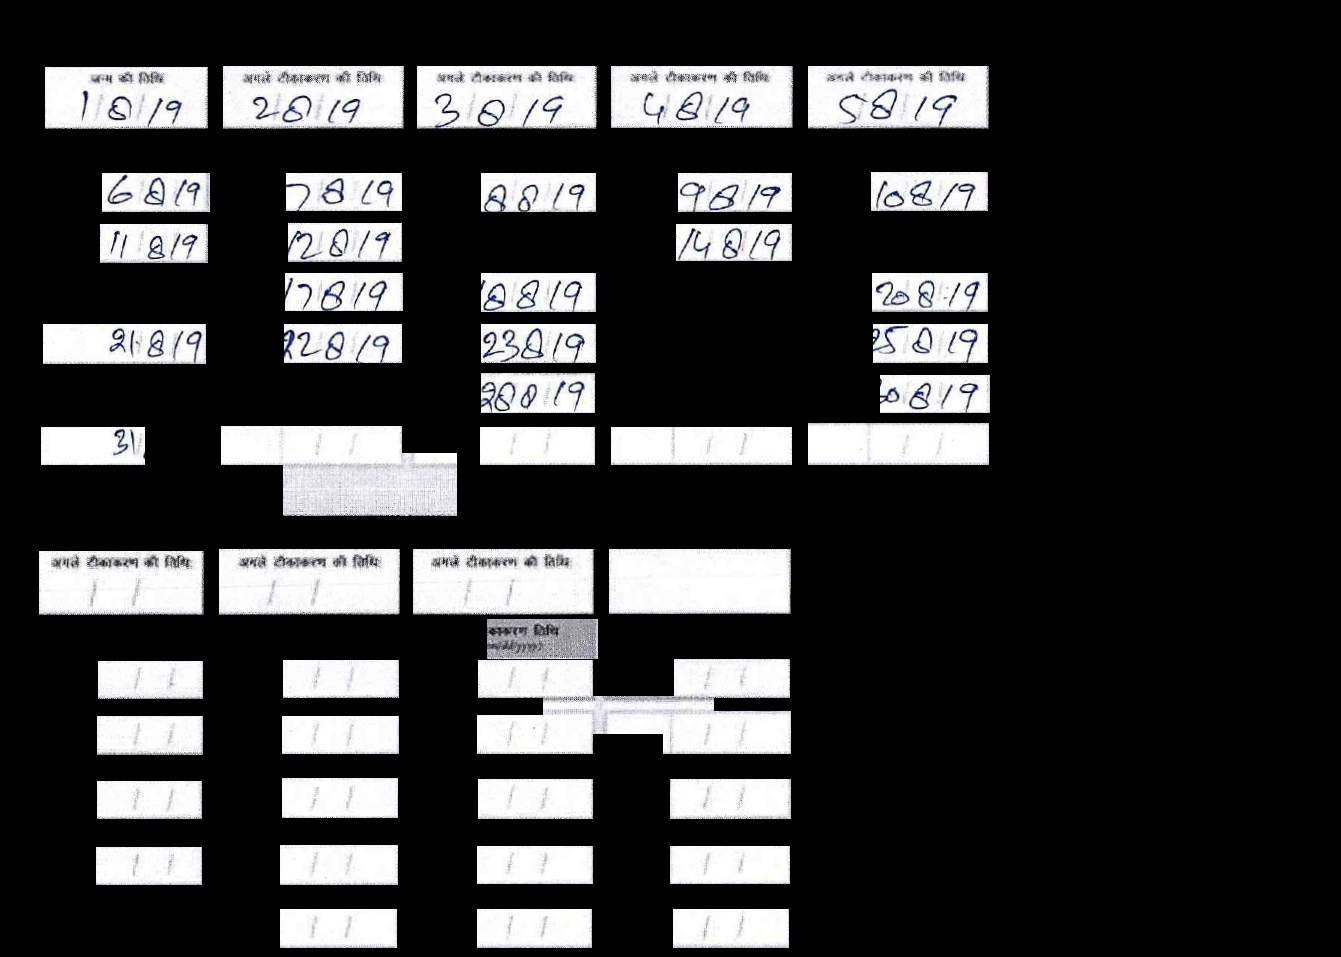 जन्म की तिथि अगले टीकाकरण की तिथि अगले टीकाकरण की तिथि अगले टीकाकरण की तिथि अगले टीकाकरण की तिथि
1/8/19 2/8/19 3/8/19 4/8/19 5/8/19
6/8/19 7/8/19 8/8/19 9/8/19 10/8/19
11/8/19 12/8/19 14/8/19
17/8/19 18/8/19 20/8/19
21/8/19 22/8/19 23/8/19 25/8/19
28/8/19 0/8/19
31/ / / / / / / / /
अगले टीकाकरण की तिथि अगले टीकाकरण की तिथि अगले टीकाकरण की तिथि
/ / / / / /
काकरण तिथि
/ / / / / / / /
/ / / / / / / /
/ / / / / / / /
/ / / / / / / /
/ / / / / /